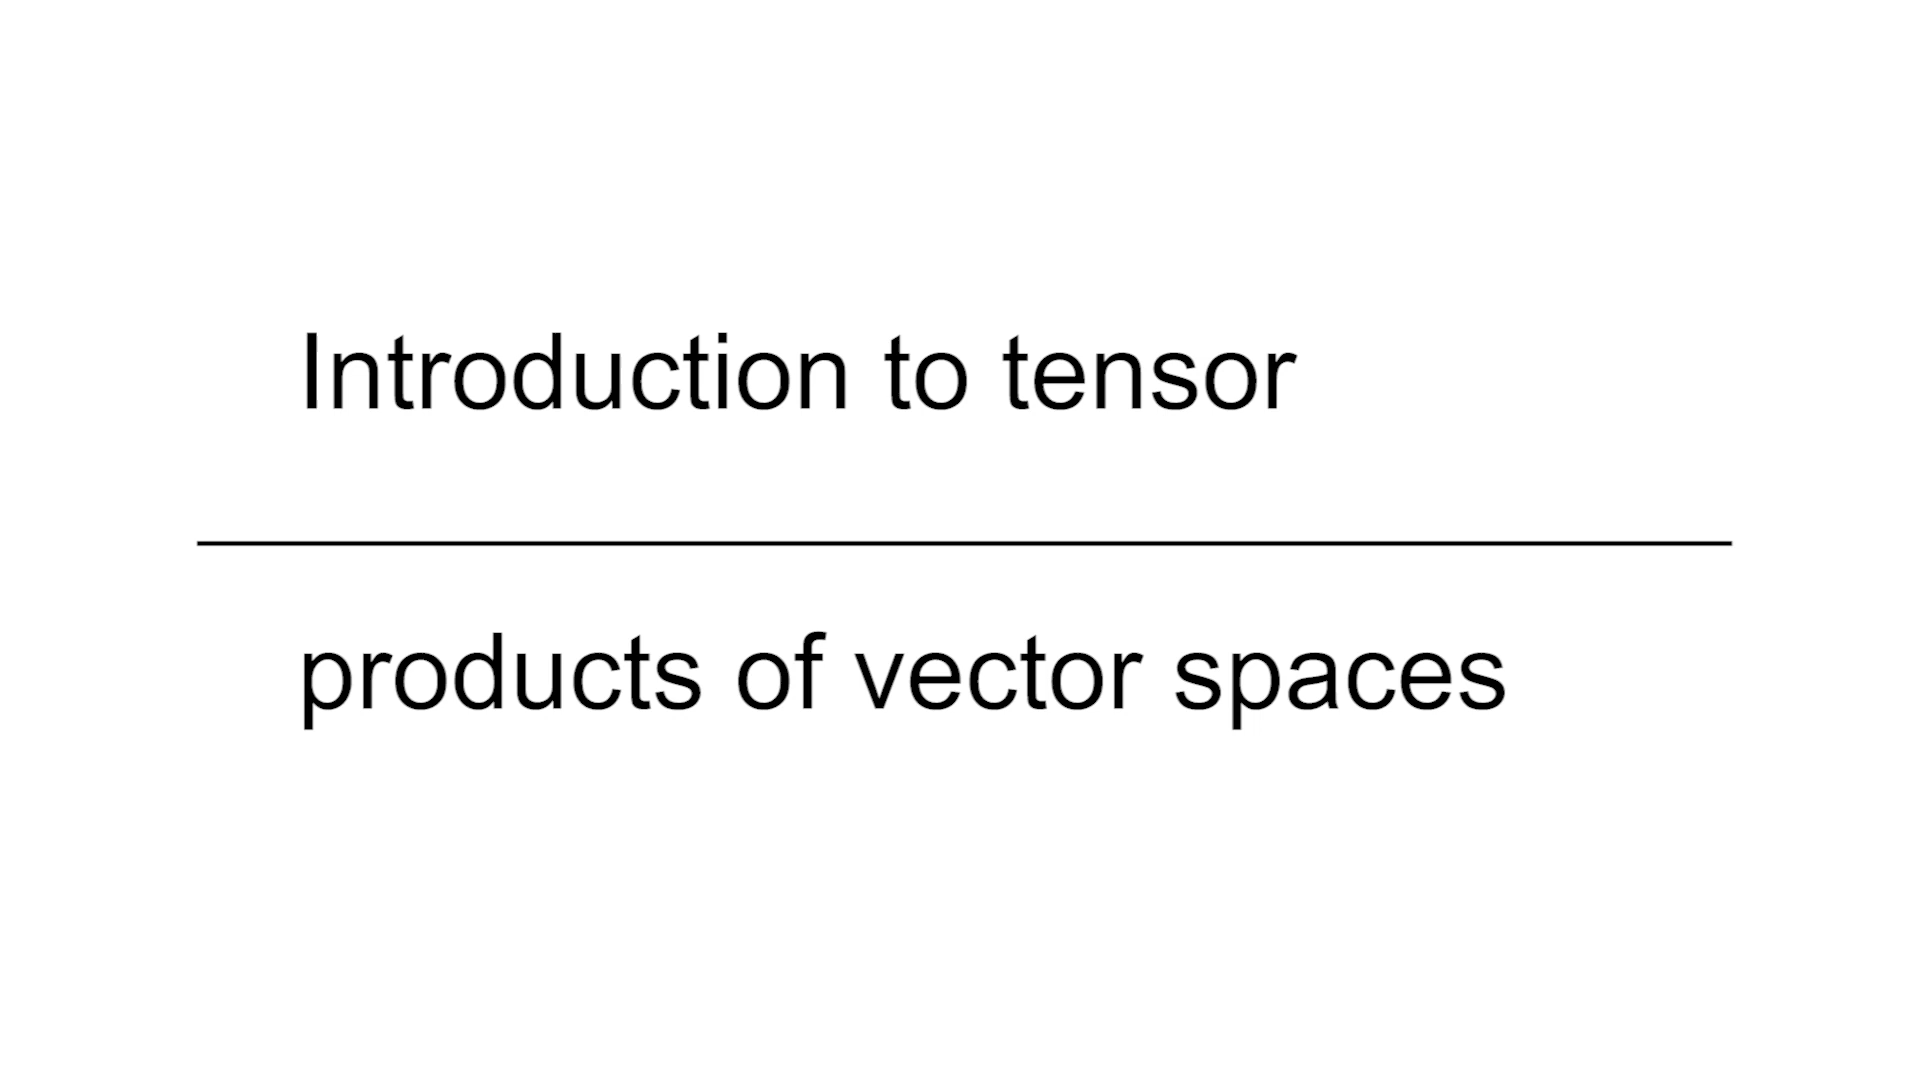 Introduction to tensor
products of vector spaces